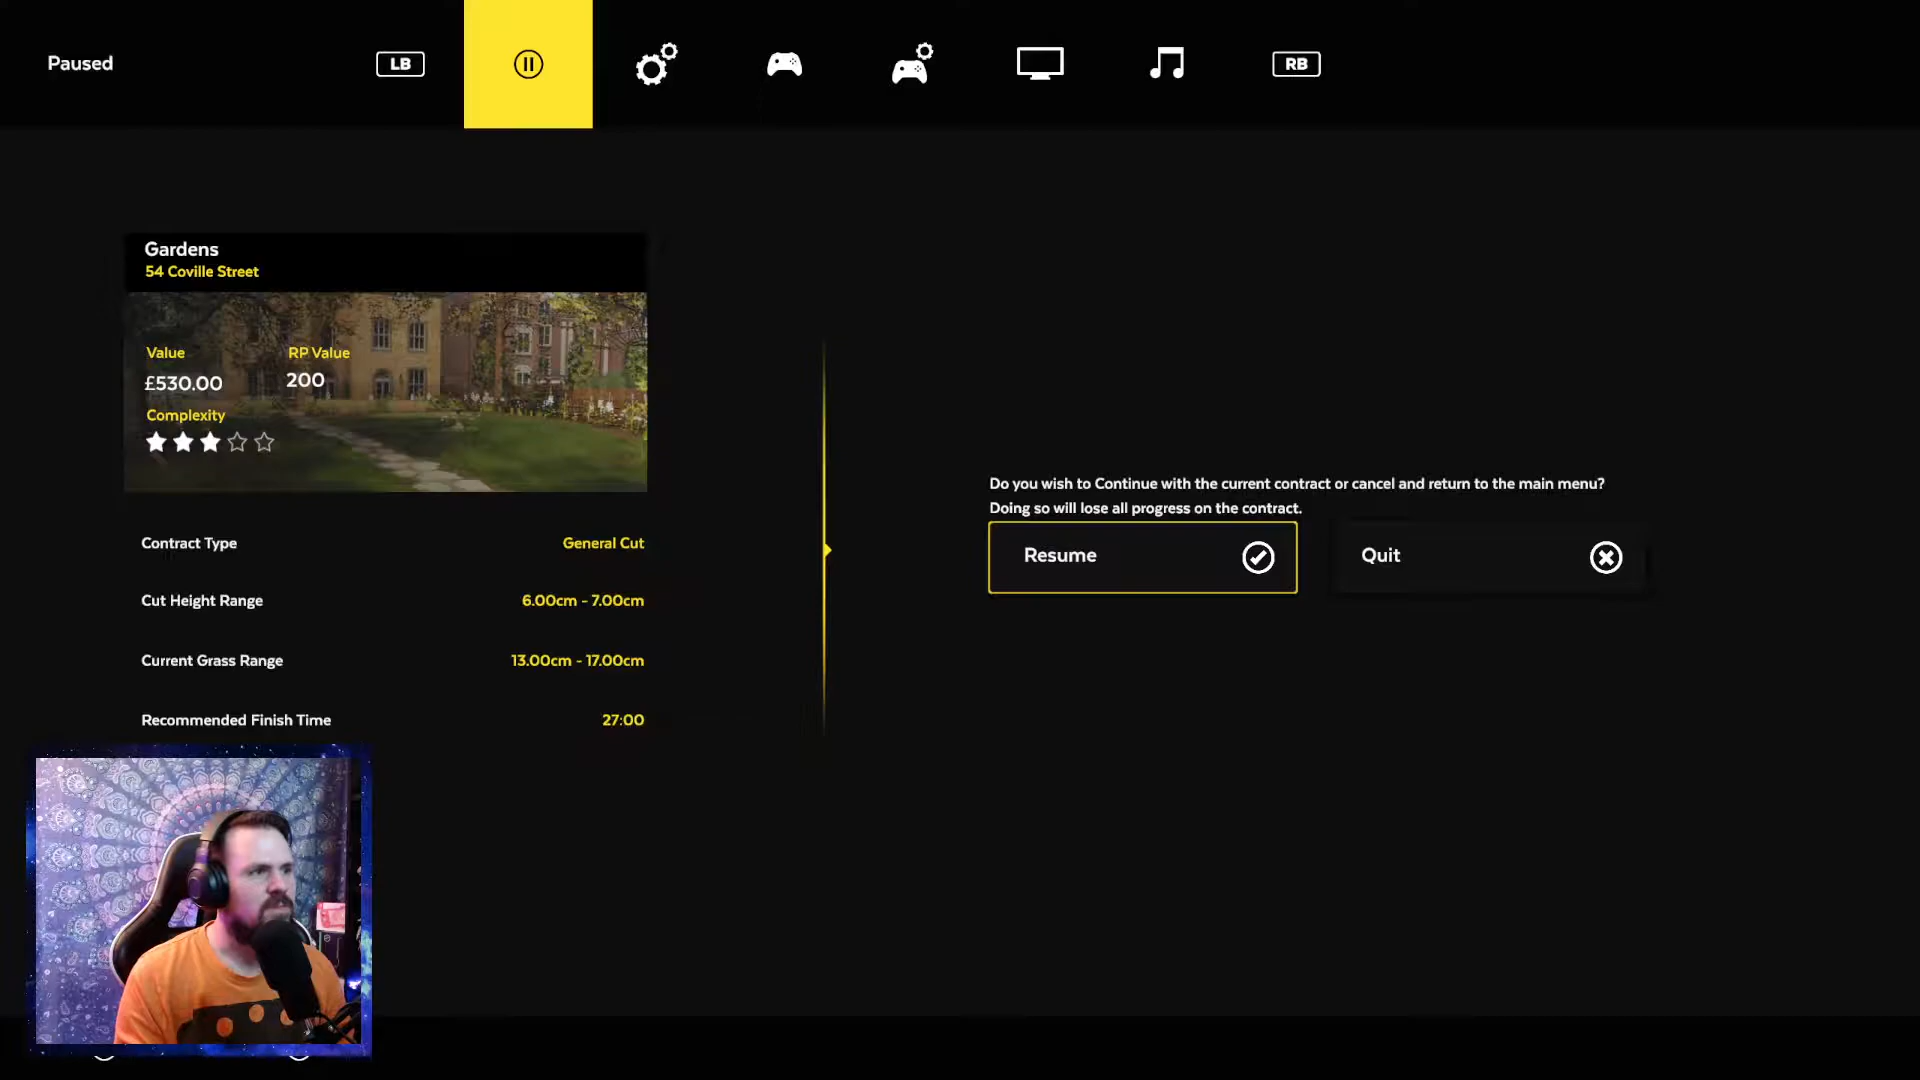 Paused
LB
RB
Gardens
54 Coville Street
Value
RP Value
£530.00
200
Complexity
Contract Type
General Cut
Cut Height Range
6.00cm - 7.00cm
Current Grass Range
13.00cm - 17.00cm
Recommended Finish Time
27:00
Do you wish to Continue with the current contract or cancel and return to the main menu?
Doing so will lose all progress on the contract.
Resume
Quit